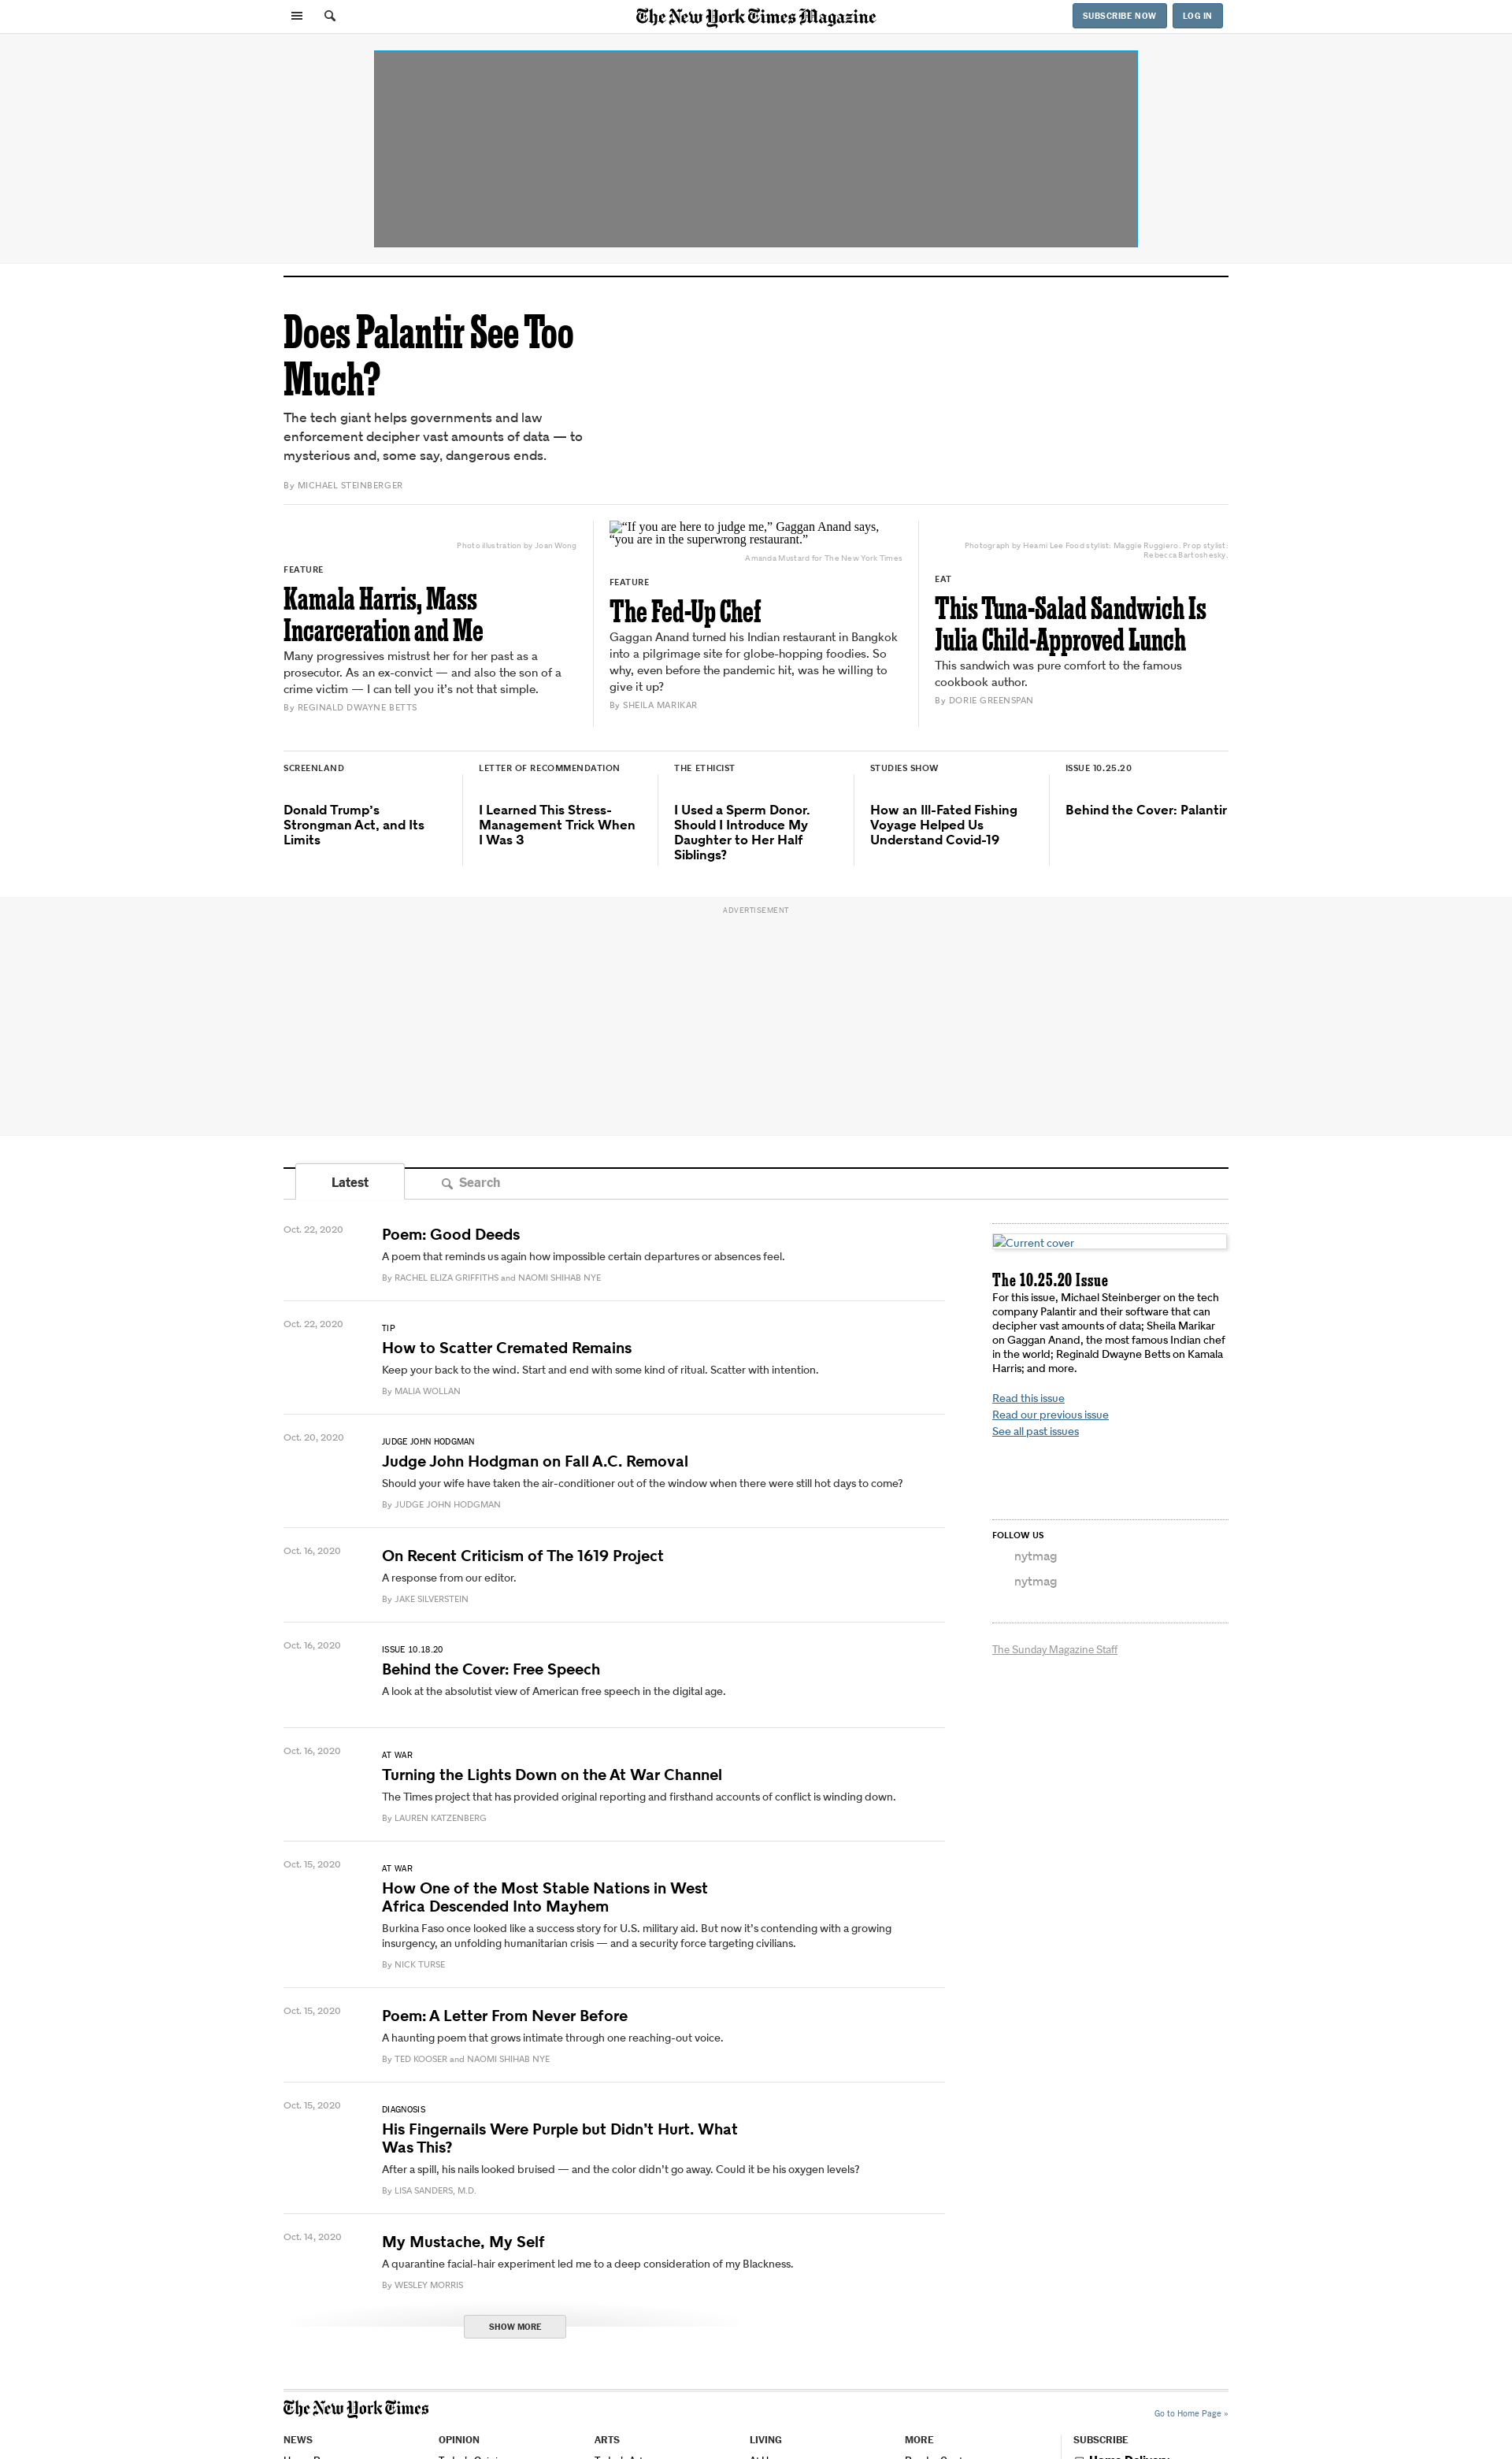 The New York Times Magazine
SUBSCRIBE NOW
LOG IN
Does Palantir See Too
Much?
The tech giant helps governments and law
enforcement decipher vast amounts of data — to
mysterious and, some say, dangerous ends.
By MICHAEL STEINBERGER
Photo illustration by Joan Wong
FEATURE
Kamala Harris, Mass
Incarceration and Me
Many progressives mistrust her for her past as a
prosecutor. As an ex-convict — and also the son of a
crime victim — I can tell you it’s not that simple.
By REGINALD DWAYNE BETTS
“If you are here to judge me,” Gaggan Anand says,
“you are in the superwrong restaurant.”
Amanda Mustard for The New York Times
FEATURE
The Fed-Up Chef
Gaggan Anand turned his Indian restaurant in Bangkok
into a pilgrimage site for globe-hopping foodies. So
why, even before the pandemic hit, was he willing to
give it up?
By SHEILA MARIKAR
Photograph by Heami Lee Food stylist: Maggie Ruggiero. Prop stylist:
Rebecca Bartoshesky.
EAT
This Tuna-Salad Sandwich Is
Julia Child-Approved Lunch
This sandwich was pure comfort to the famous
cookbook author.
By DORIE GREENSPAN
SCREENLAND
Donald Trump’s
Strongman Act, and Its
Limits
LETTER OF RECOMMENDATION
I Learned This Stress-
Management Trick When
I Was 3
THE ETHICIST
I Used a Sperm Donor.
Should I Introduce My
Daughter to Her Half
Siblings?
STUDIES SHOW
How an Ill-Fated Fishing
Voyage Helped Us
Understand Covid-19
ISSUE 10.25.20
Behind the Cover: Palantir
ADVERTISEMENT
Latest
Search
Oct. 22, 2020
Poem: Good Deeds
A poem that reminds us again how impossible certain departures or absences feel.
By RACHEL ELIZA GRIFFITHS and NAOMI SHIHAB NYE
Oct. 22, 2020
TIP
How to Scatter Cremated Remains
Keep your back to the wind. Start and end with some kind of ritual. Scatter with intention.
By MALIA WOLLAN
Oct. 20, 2020
JUDGE JOHN HODGMAN
Judge John Hodgman on Fall A.C. Removal
Should your wife have taken the air-conditioner out of the window when there were still hot days to come?
By JUDGE JOHN HODGMAN
Oct. 16, 2020
On Recent Criticism of The 1619 Project
A response from our editor.
By JAKE SILVERSTEIN
Oct. 16, 2020
ISSUE 10.18.20
Behind the Cover: Free Speech
A look at the absolutist view of American free speech in the digital age.
Oct. 16, 2020
AT WAR
Turning the Lights Down on the At War Channel
The Times project that has provided original reporting and firsthand accounts of conflict is winding down.
By LAUREN KATZENBERG
Oct. 15, 2020
AT WAR
How One of the Most Stable Nations in West
Africa Descended Into Mayhem
Burkina Faso once looked like a success story for U.S. military aid. But now it’s contending with a growing
insurgency, an unfolding humanitarian crisis — and a security force targeting civilians.
By NICK TURSE
Oct. 15, 2020
Poem: A Letter From Never Before
A haunting poem that grows intimate through one reaching-out voice.
By TED KOOSER and NAOMI SHIHAB NYE
Oct. 15, 2020
DIAGNOSIS
His Fingernails Were Purple but Didn’t Hurt. What
Was This?
After a spill, his nails looked bruised — and the color didn’t go away. Could it be his oxygen levels?
By LISA SANDERS, M.D.
Oct. 14, 2020
My Mustache, My Self
A quarantine facial-hair experiment led me to a deep consideration of my Blackness.
By WESLEY MORRIS
SHOW MORE
Current cover
The 10.25.20 Issue
For this issue, Michael Steinberger on the tech
company Palantir and their software that can
decipher vast amounts of data; Sheila Marikar
on Gaggan Anand, the most famous Indian chef
in the world; Reginald Dwayne Betts on Kamala
Harris; and more.
Read this issue
Read our previous issue
See all past issues
FOLLOW US
nytmag
nytmag
The Sunday Magazine Staff
The New York Times
Go to Home Page »
NEWS
OPINION
ARTS
LIVING
MORE
SUBSCRIBE